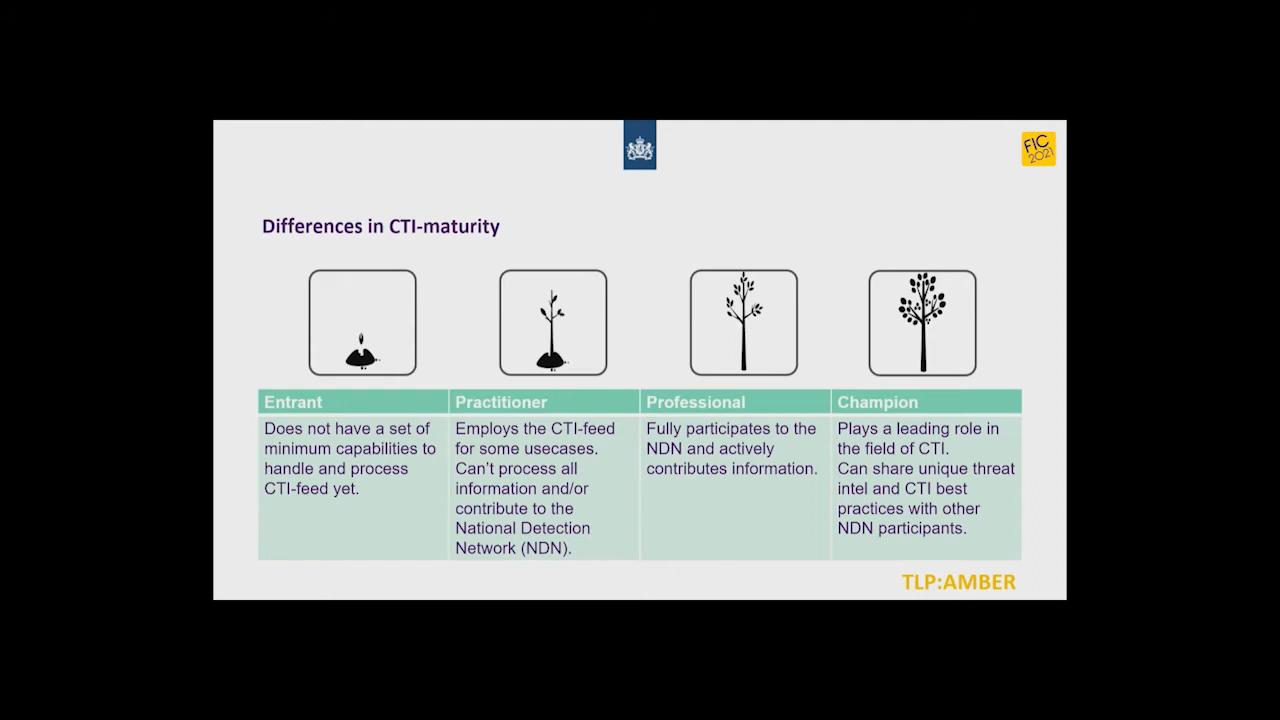 FIC
2021
Differences in CTI-maturity
Entrant
Does not have a set of
minimum capabilities to
handle and process
CTI-feed yet.
Practitioner
Employs the CTI-feed
for some usecases.
Can't process all
information and/or
contribute to the
National Detection
Network (NDN).
Professional
Fully participates to the
NDN and actively
contributes information.
Champion
Plays a leading role in
the field of CTI.
Can share unique threat
intel and CTI best
practices with other
NDN participants.
TLP:AMBER